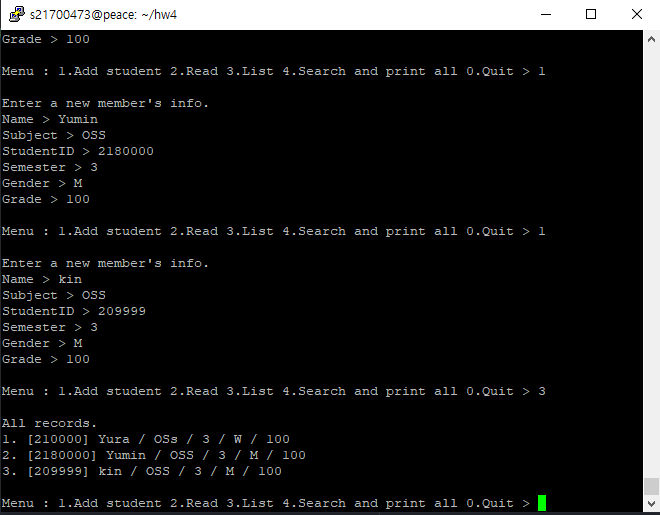 s21700473@peace: ~/hw4
Grade > 100
Menu : 1.Add student 2.Read 3.List 4.Search and print all 0.Quit > 1
Enter a new member's info.
Name > Yumin
Subject > OSS
StudentID > 2180000
Semester > 3
Gender > M
Grade > 100
Menu : 1.Add student 2.Read 3.List 4.Search and print all 0.Quit > 1
Enter a new member's info.
Name > kin
Subject > OSS
StudentID > 209999
Semester > 3
Gender > M
Grade > 100
Menu : 1.Add student 2.Read 3.List 4.Search and print all 0.Quit > 3
All records.
1. [210000] Yura / OSs / 3 / W / 100
2. [2180000] Yumin / OSS / 3 / M / 100
3. [209999] kin / OSS / 3 / M / 100
Menu : 1.Add student 2.Read 3.List 4.Search and print all 0.Quit >